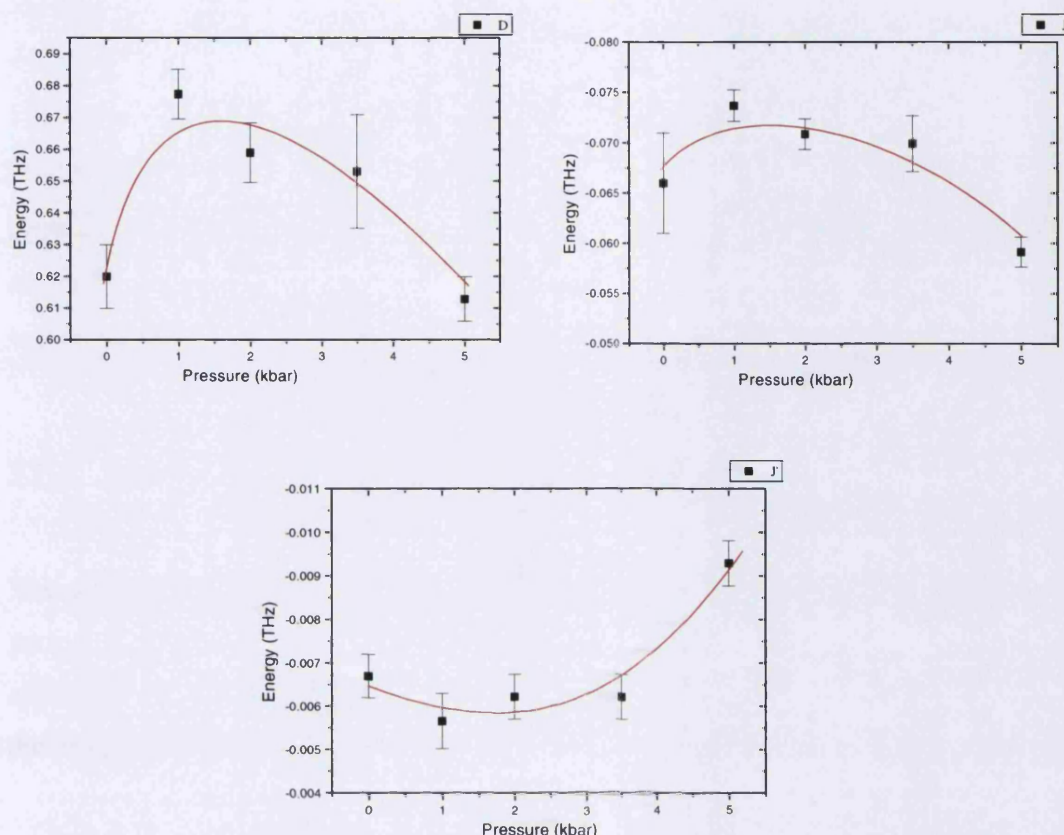 D
0.69
0.68
0.67
0.66
0.65
0.64
0.63
0.62
0.61
0.60
Energy (THz)
0 1 2 3 4 5
Pressure (kbar)
-0.080
-0.075
-0.070
-0.065
-0.060
-0.055
-0.050
Energy (THz)
0 1 2 3 4 5
Pressure (kbar)
J'
-0.011
-0.010
-0.009
-0.008
-0.007
-0.006
-0.005
-0.004
Energy (THz)
0 1 2 3 4 5
Pressure (kbar)